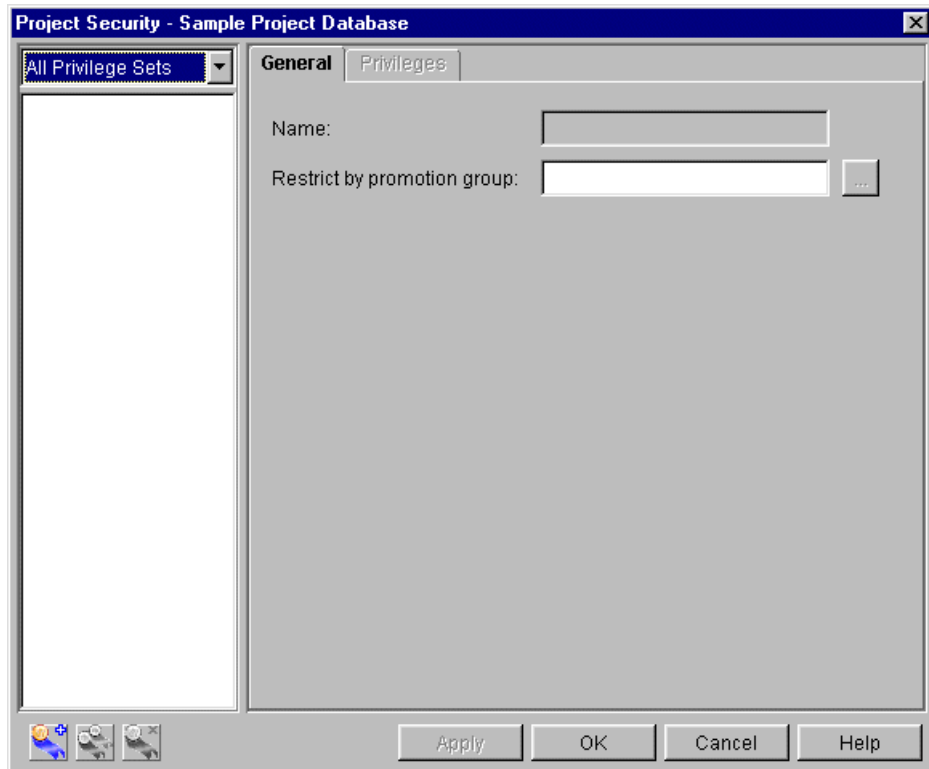 Project Security - Sample Project Database
All Privilege Sets
General
Privileges
Name:
Restrict by promotion group:
...
Apply
OK
Cancel
Help